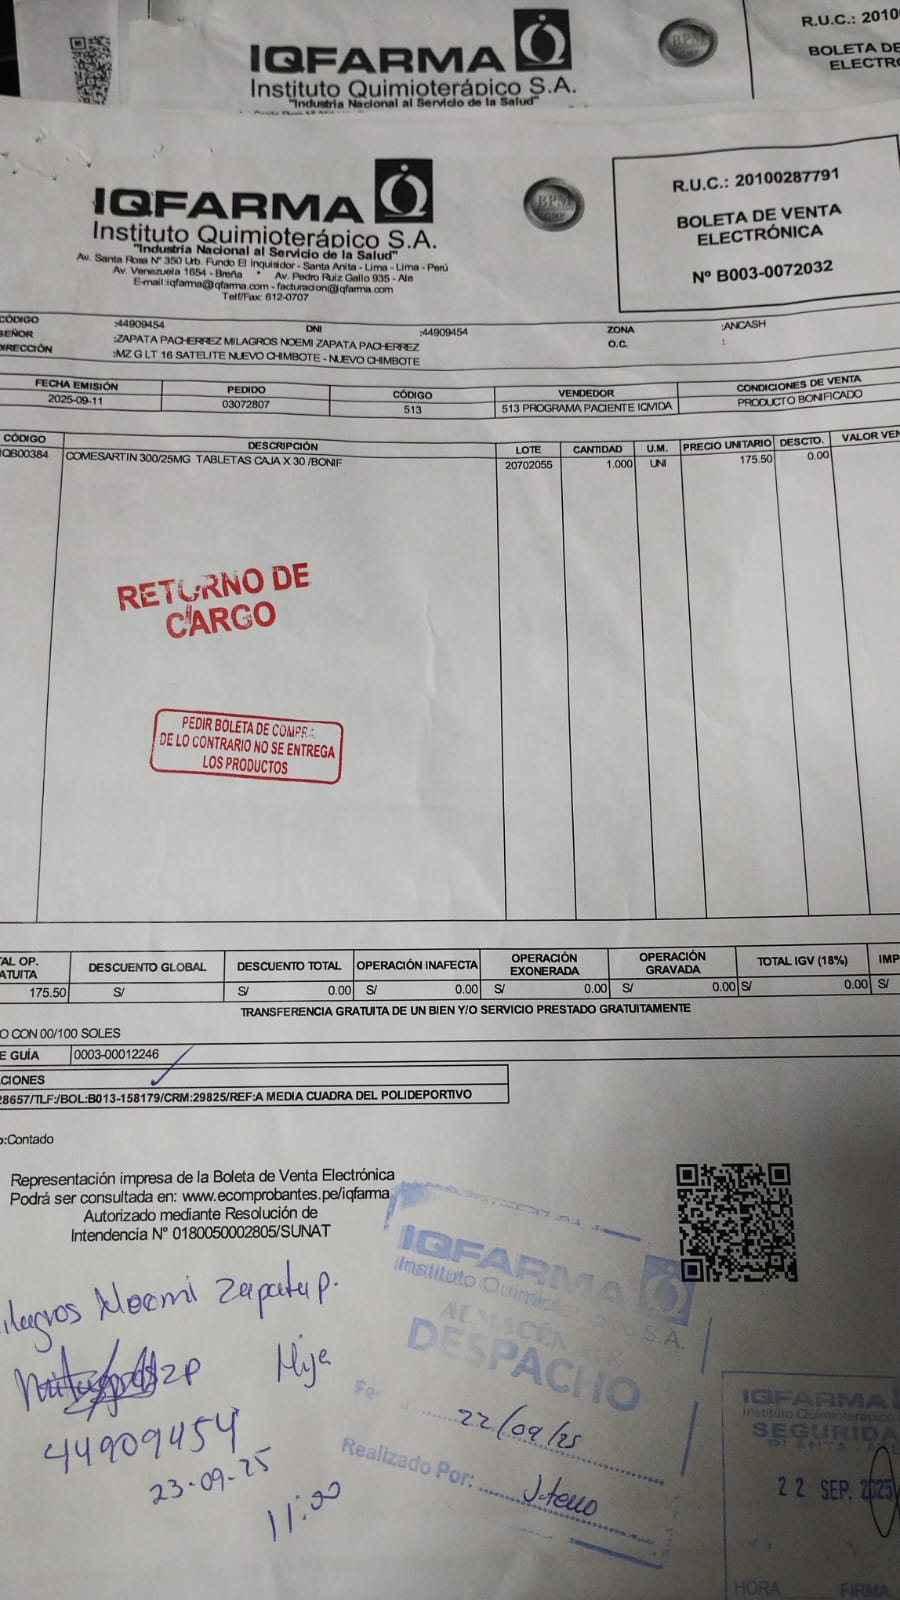 R.U.C.: 2010
BOLETA DE
ELECTR
IQFARMA
Instituto Quimioterápico S.A.
"Industria Nacional al Servicio de la Salud"
IQFARMA
Instituto Quimioterápico S.A.
"Industria Nacional al Servicio de la Salud"
Av. Santa Rosa Nº 350 Urb. Fundo El Inquisidor - Santa Anita - Lima - Lima - Perú
Av. Venezuela 1654 - Breña * Av. Pedro Ruiz Gallo 935 - Ate
E-mail:iqfarma@qfarma.com - facturacion@iqfarma.com
Telf/Fax: 612-0707
BPM
GMP
R.U.C.: 20100287791
BOLETA DE VENTA
ELECTRÓNICA
Nº B003-0072032
CÓDIGO :44909454 DNI :44909454 ZONA :ANCASH
SEÑOR :ZAPATA PACHERREZ MILAGROS NOEMI ZAPATA PACHERREZ O.C. :
DIRECCIÓN :MZ G LT 16 SATELITE NUEVO CHIMBOTE - NUEVO CHIMBOTE
FECHA EMISIÓN PEDIDO CÓDIGO VENDEDOR CONDICIONES DE VENTA
2025-09-11 03072807 513 513 PROGRAMA PACIENTE IQVIDA PRODUCTO BONIFICADO
CÓDIGO DESCRIPCIÓN LOTE CANTIDAD U.M. PRECIO UNITARIO DESCTO. VALOR VEN
IQB00384 COMESARTIN 300/25MG TABLETAS CAJA X 30 /BONIF 20702055 1.000 UNI 175.50 0.00
RETORNO DE
CARGO
PEDIR BOLETA DE COMPRA
DE LO CONTRARIO NO SE ENTREGA
LOS PRODUCTOS
AL OP.
ATUITA DESCUENTO GLOBAL DESCUENTO TOTAL OPERACIÓN INAFECTA OPERACIÓN EXONERADA OPERACIÓN GRAVADA TOTAL IGV (18%) IMP
175.50 S/ S/ 0.00 S/ 0.00 S/ 0.00 S/ 0.00 S/ 0.00 S/
TRANSFERENCIA GRATUITA DE UN BIEN Y/O SERVICIO PRESTADO GRATUITAMENTE
O CON 00/100 SOLES
E GUÍA 0003-00012246
CIONES
28657/TLF:/BOL:B013-158179/CRM:29825/REF:A MEDIA CUADRA DEL POLIDEPORTIVO
o:Contado
Representación impresa de la Boleta de Venta Electrónica
Podrá ser consultada en: www.ecomprobantes.pe/iqfarma
Autorizado mediante Resolución de
Intendencia N° 0180050002805/SUNAT
ilagros Noemi Zapata p.
Hija
44909454
23-09-25
11:00
IQFARMA
Instituto Quimioterápico S.A.
ALMACÉN
DESPACHO
22/09/25
Realizado Por:
IQFARMA
Instituto Quimioterápico
SEGURIDA
PLANTA
22 SEP. 2025
HORA FIRMA